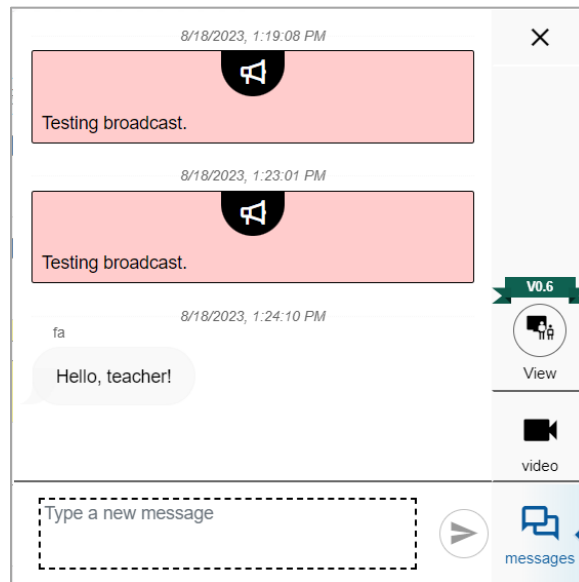 8/18/2023, 1:19:08 PM
Testing broadcast.
8/18/2023, 1:23:01 PM
Testing broadcast.
8/18/2023, 1:24:10 PM
fa
Hello, teacher!
Type a new message
V0.6
View
video
messages